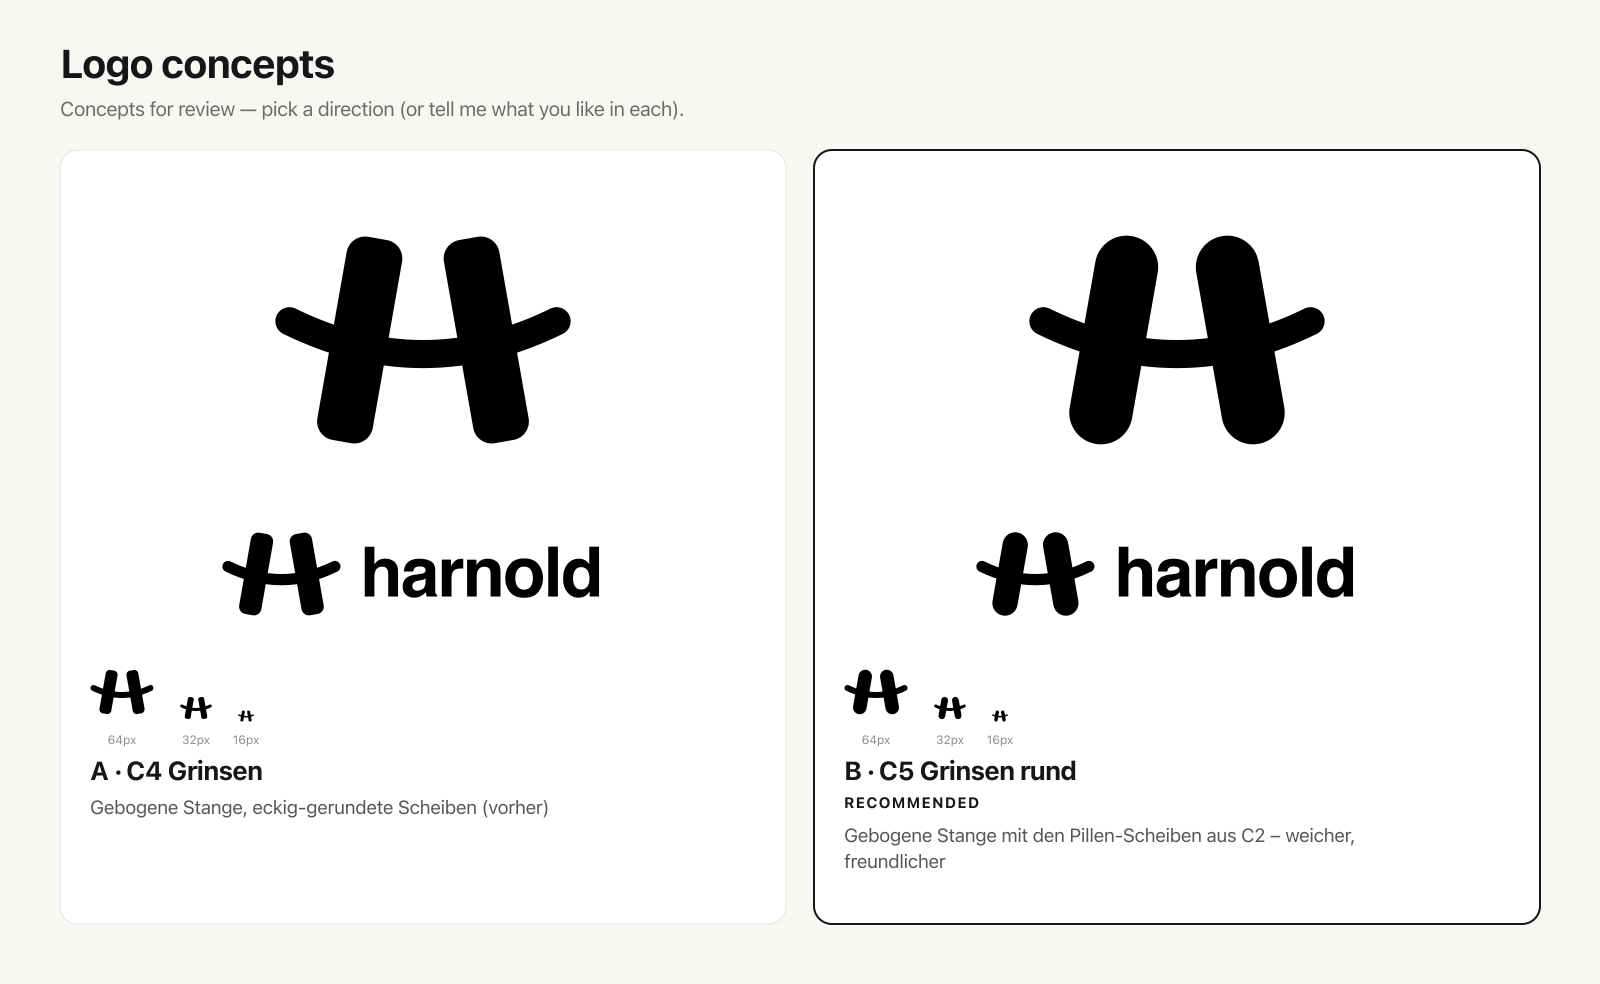 Logo concepts
Concepts for review — pick a direction (or tell me what you like in each).
harnold
64px 32px 16px
A · C4 Grinsen
Gebogene Stange, eckig-gerundete Scheiben (vorher)
harnold
64px 32px 16px
B · C5 Grinsen rund
RECOMMENDED
Gebogene Stange mit den Pillen-Scheiben aus C2 – weicher,
freundlicher